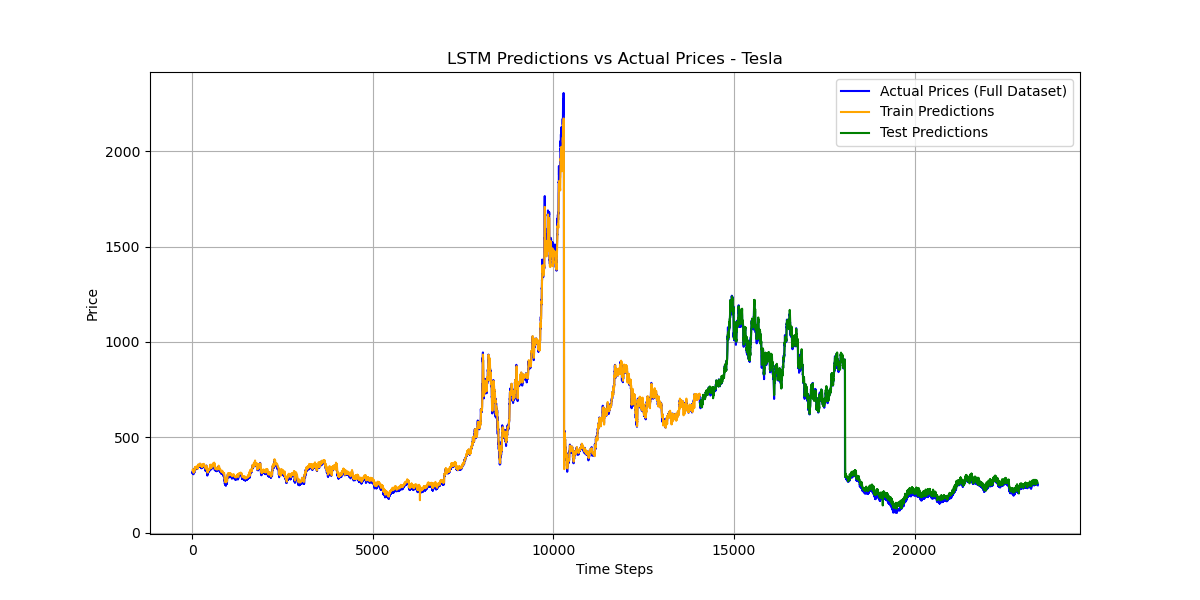 LSTM Predictions vs Actual Prices - Tesla
Actual Prices (Full Dataset)
Train Predictions
Test Predictions
Price
2000
1500
1000
500
0
0 5000 10000 15000 20000
Time Steps